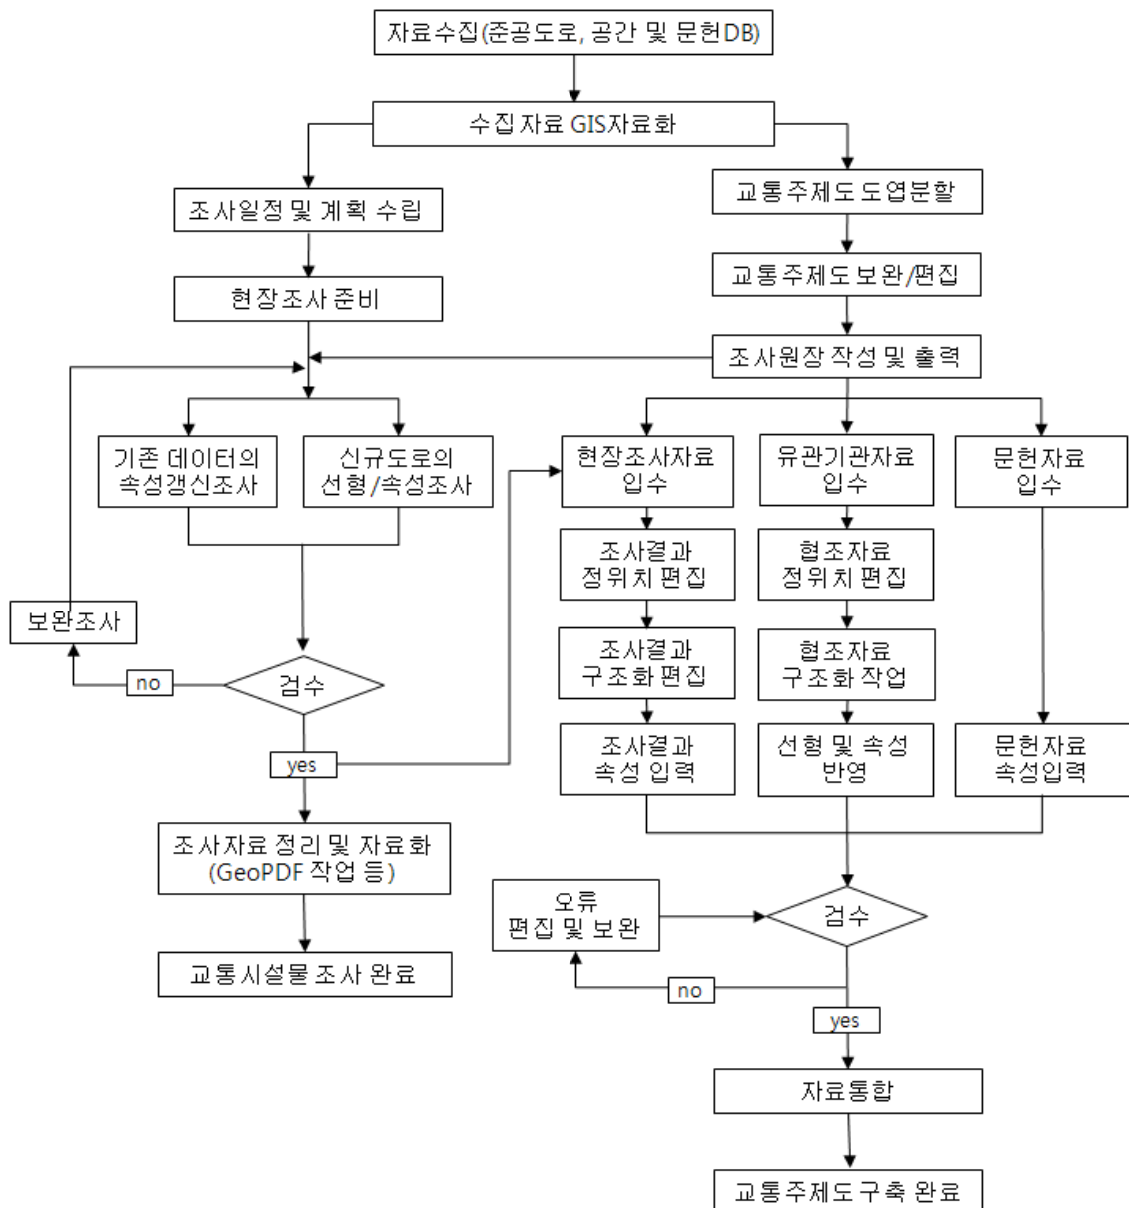 자료수집(준공도로, 공간 및 문헌DB)
수집 자료 GIS자료화
조사일정 및 계획 수립
현장조사 준비
교통주제도 도엽분할
교통주제도 보완/편집
조사원장 작성 및 출력
기존 데이터의
속성갱신조사
신규도로의
선형/속성조사
보완조사
no
검수
yes
조사자료 정리 및 자료화
(GeoPDF 작업 등)
교통시설물 조사 완료
현장조사자료
입수
조사결과
정위치 편집
조사결과
구조화 편집
조사결과
속성 입력
유관기관자료
입수
협조자료
정위치 편집
협조자료
구조화 작업
선형 및 속성
반영
문헌자료
입수
문헌자료
속성입력
오류
편집 및 보완
검수
no
yes
자료통합
교통주제도 구축 완료